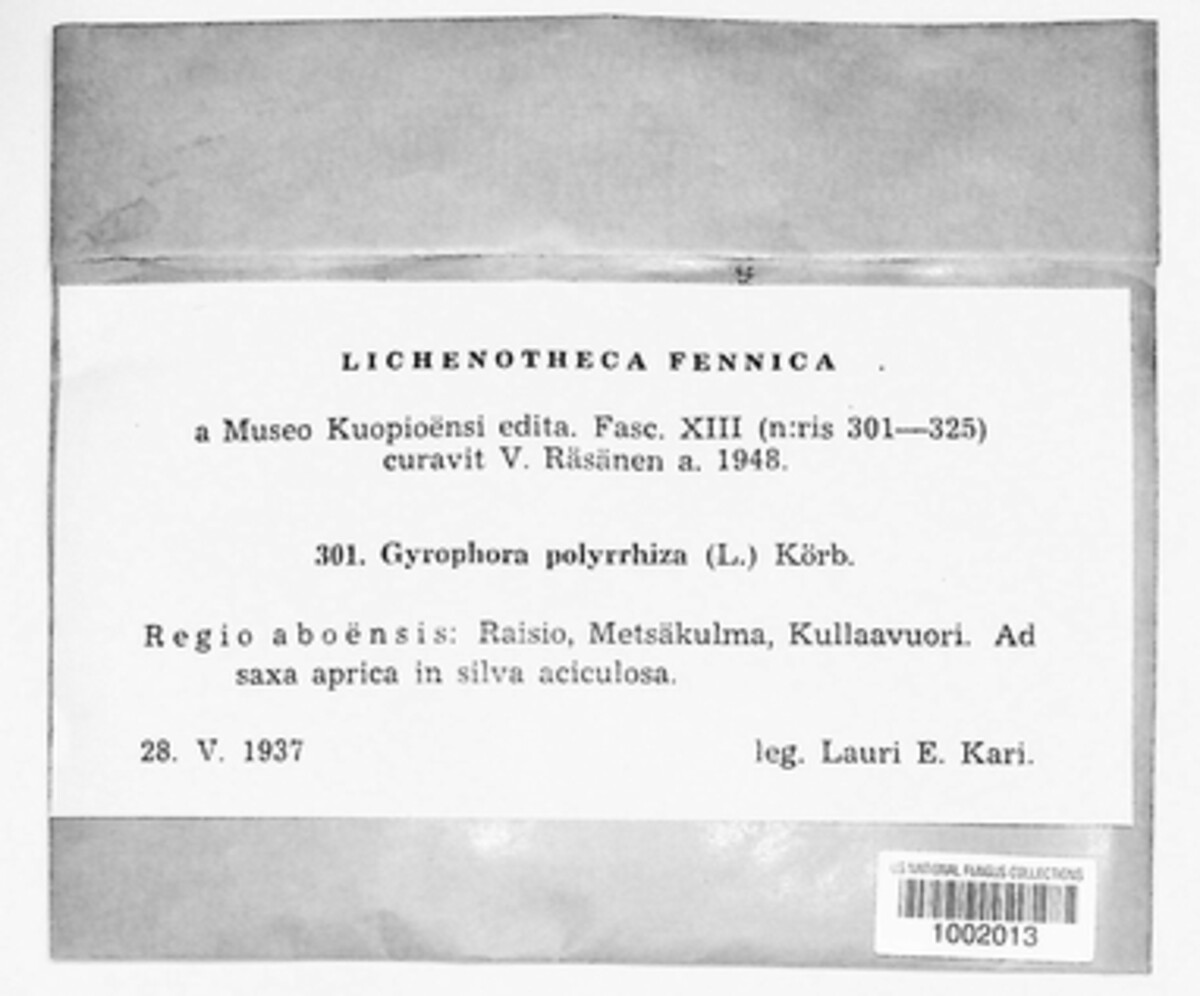 LICHENOTHECA FENNICA
a Museo Kuopioënsi edita. Fasc. XIII (n:ris 301—325)
curavit V. Räsänen a. 1948.
301. Gyrophora polyrrhiza (L.) Körb.
Regio aboënsis: Raisio, Metsäkulma, Kullaavuori. Ad
saxa aprica in silva aciculosa.
28. V. 1937 leg. Lauri E. Kari.
US NATIONAL FUNGUS COLLECTIONS
1002013